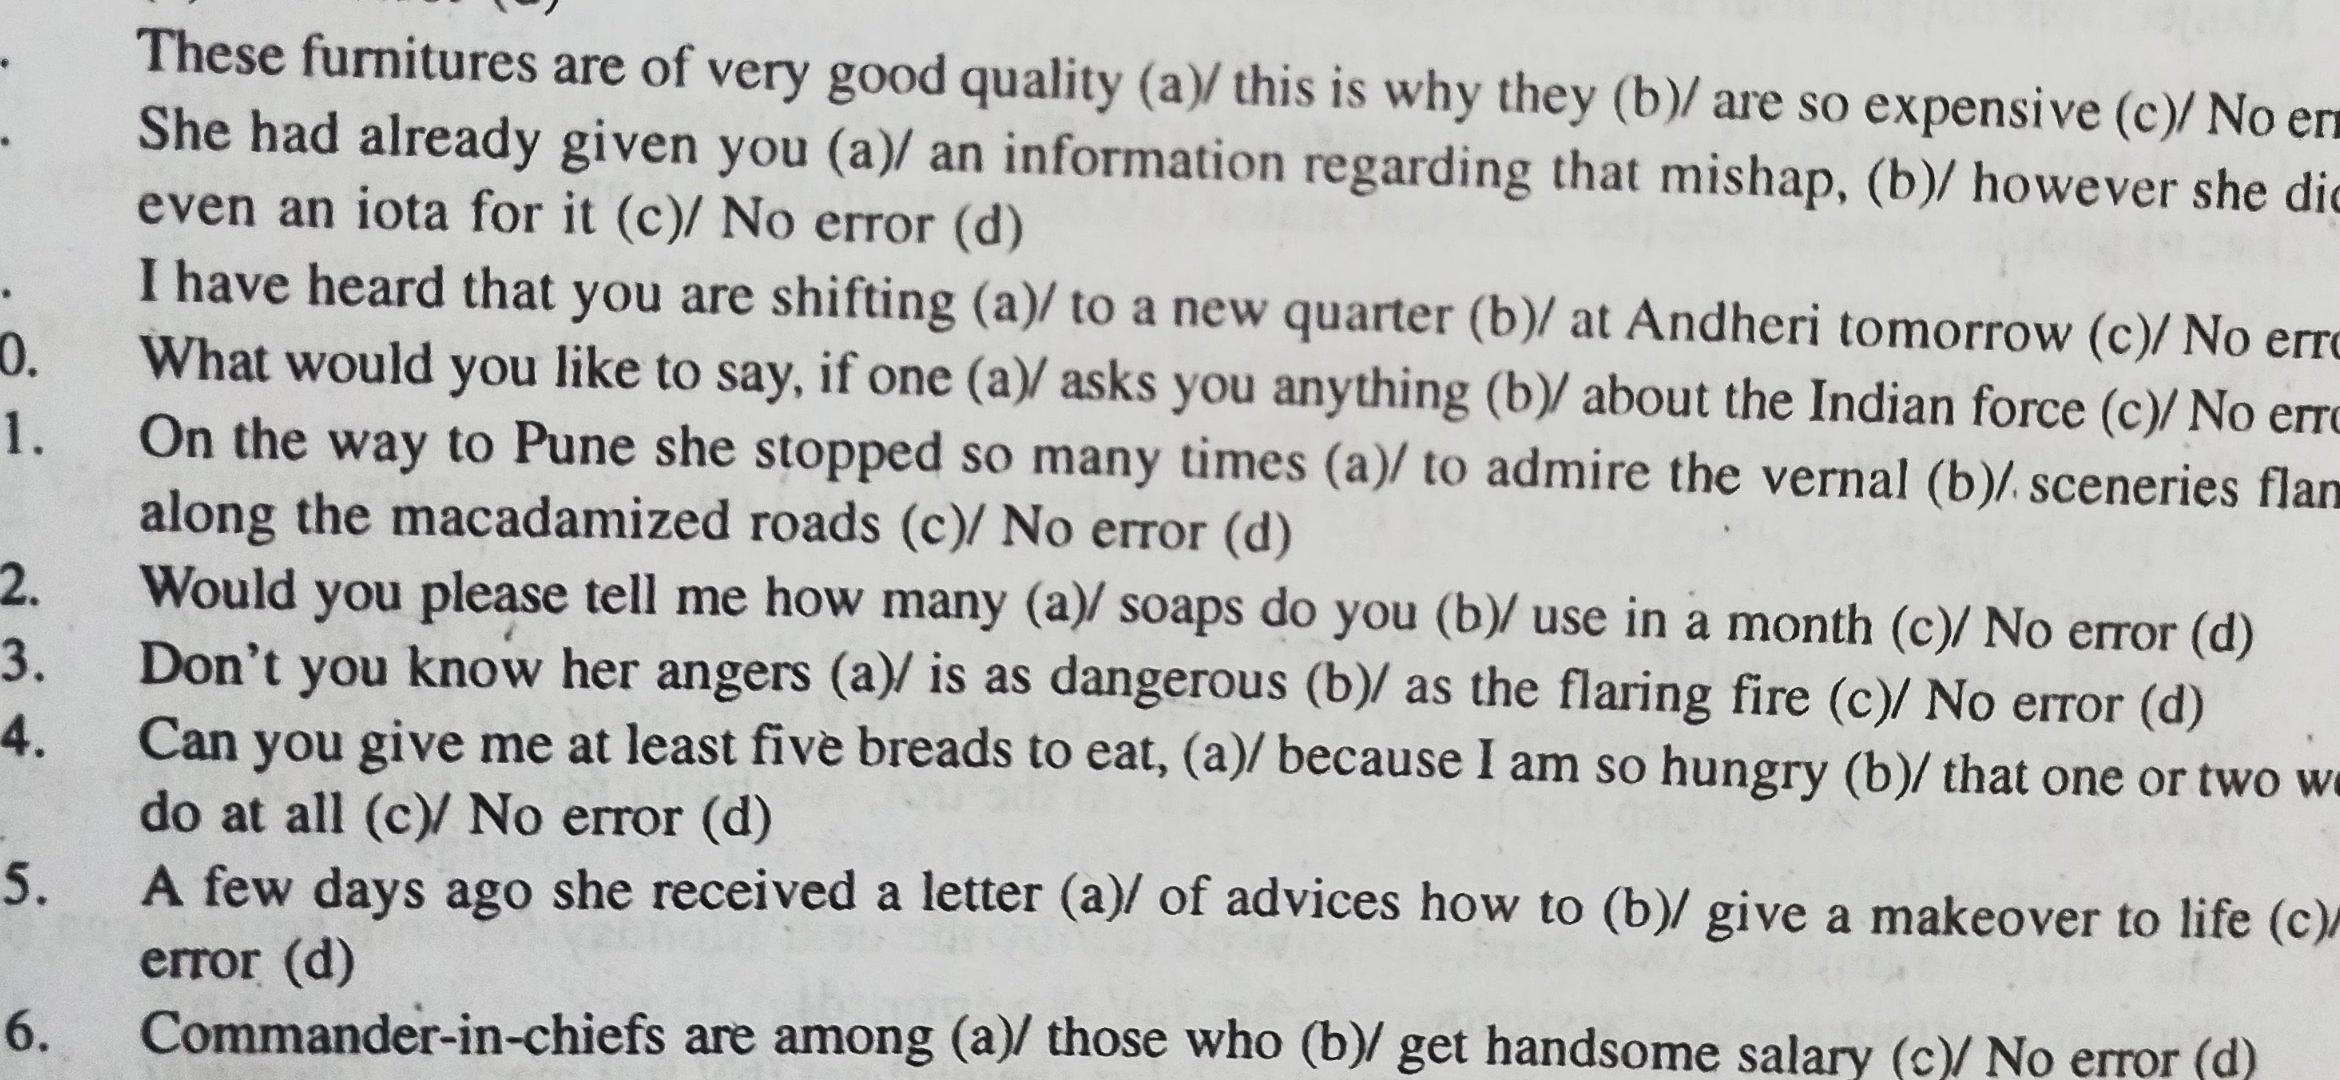 . These furnitures are of very good quality (a)/ this is why they (b)/ are so expensive (c)/ No
. She had already given you (a)/ an information regarding that mishap, (b)/ however she
even an iota for it (c)/ No error (d)
. I have heard that you are shifting (a)/ to a new quarter (b)/ at Andheri tomorrow (c)/ No
0. What would you like to say, if one (a)/ asks you anything (b)/ about the Indian force (c)/ No
1. On the way to Pune she stopped so many times (a)/ to admire the vernal (b)/ sceneries
along the macadamized roads (c)/ No error (d)
2. Would you please tell me how many (a)/ soaps do you (b)/ use in a month (c)/ No error (d)
3. Don't you know her angers (a)/ is as dangerous (b)/ as the flaring fire (c)/ No error (d)
4. Can you give me at least five breads to eat, (a)/ because I am so hungry (b)/ that one or two
do at all (c)/ No error (d)
5. A few days ago she received a letter (a)/ of advices how to (b)/ give a makeover to life (c)/
error (d)
6. Commander-in-chiefs are among (a)/ those who (b)/ get handsome salary (c)/ No error (d)